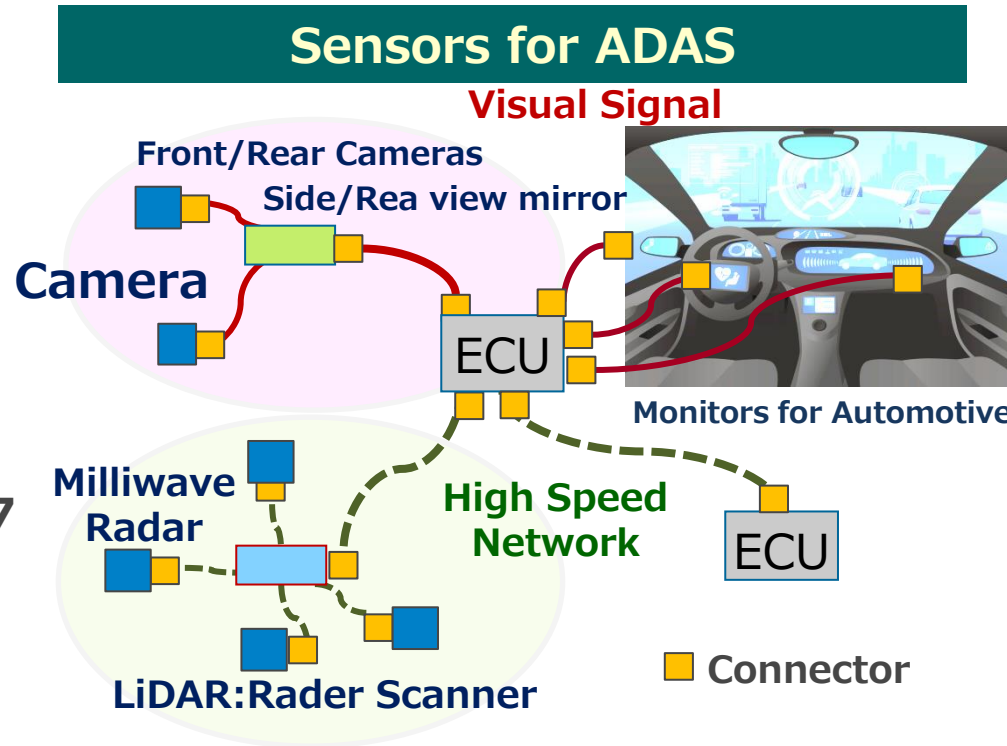 Sensors for ADAS
Visual Signal
Front/Rear Cameras
Side/Rea view mirror
Camera
ECU
Monitors for Automotive
Milliwave
Radar
7
High Speed
Network
ECU
LiDAR:Rader Scanner
Connector